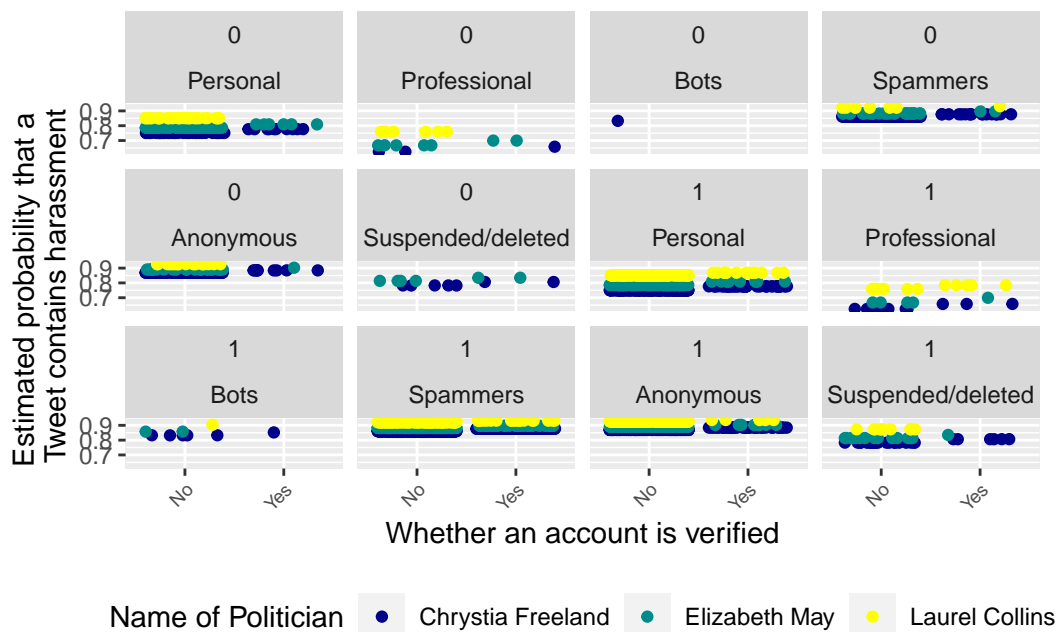 0 0 0 0
Personal Professional Bots Spammers
0.9
0.8
0.7
0 0 1 1
Anonymous Suspended/deleted Personal Professional
0.9
0.8
0.7
1 1 1 1
Bots Spammers Anonymous Suspended/deleted
0.9
0.8
0.7
No Yes No Yes No Yes No Yes
Estimated probability that a
Tweet contains harassment
Whether an account is verified
Name of Politician Chrystia Freeland Elizabeth May Laurel Collins